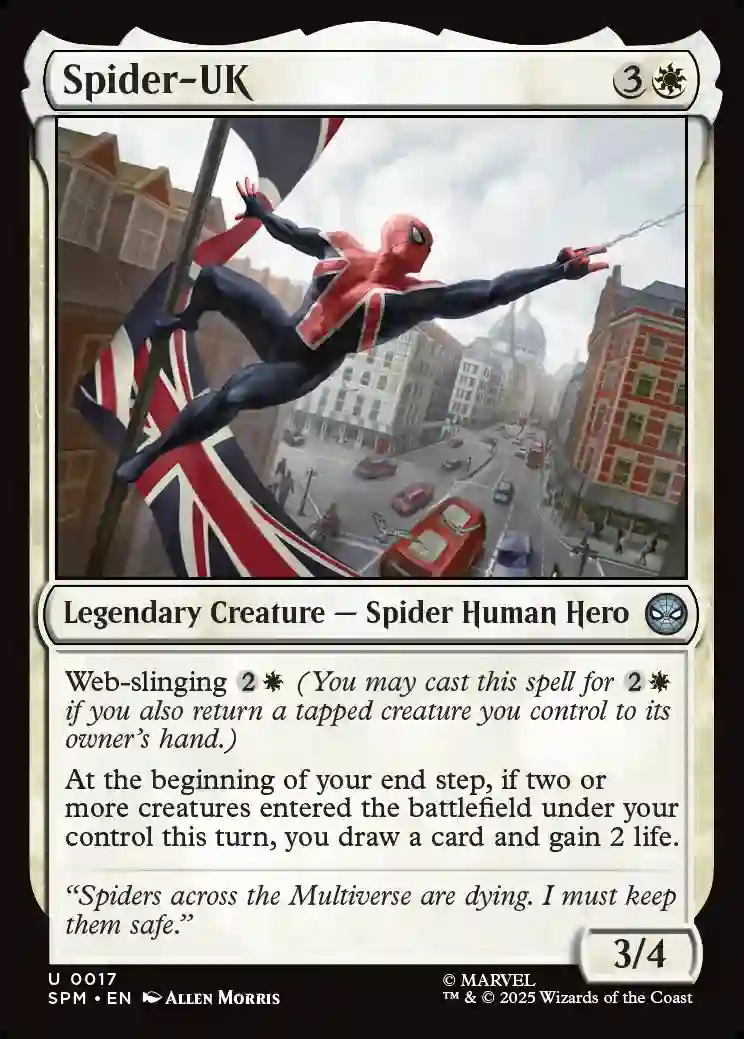 Spider-UK 3
Legendary Creature — Spider Human Hero
Web-slinging 2 (You may cast this spell for 2
if you also return a tapped creature you control to its
owner's hand.)
At the beginning of your end step, if two or
more creatures entered the battlefield under your
control this turn, you draw a card and gain 2 life.
“Spiders across the Multiverse are dying. I must keep
them safe.”
3/4
U 0017
SPM • EN Allen Morris
© MARVEL
™ & © 2025 Wizards of the Coast